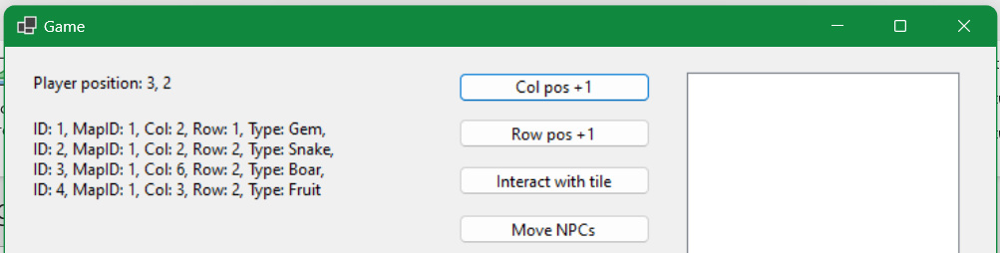 Game
Player position: 3, 2
Col pos +1
ID: 1, MapID: 1, Col: 2, Row: 1, Type: Gem,
ID: 2, MapID: 1, Col: 2, Row: 2, Type: Snake,
ID: 3, MapID: 1, Col: 6, Row: 2, Type: Boar,
ID: 4, MapID: 1, Col: 3, Row: 2, Type: Fruit
Row pos +1
Interact with tile
Move NPCs